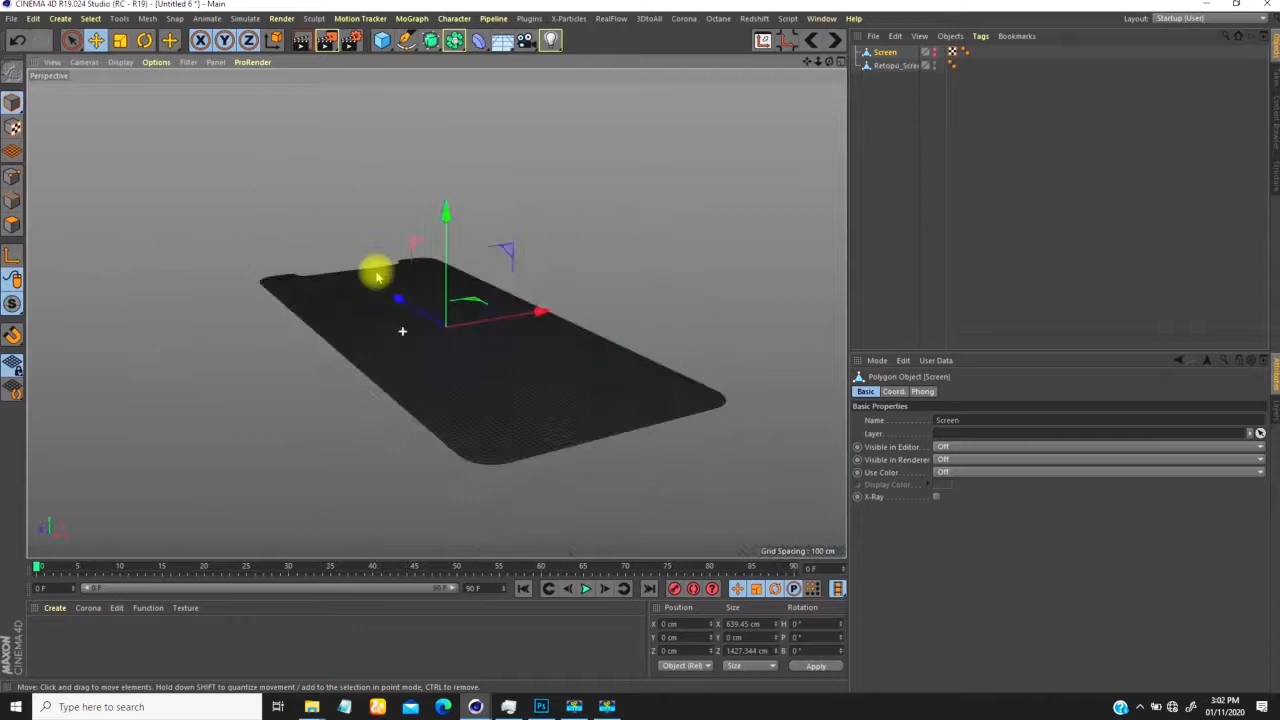 CINEMA 4D R19.024 Studio (RC - R19) - [Untitled 6 *] - Main
File Edit Create Select Tools Mesh Snap Animate Simulate Render Sculpt Motion Tracker MoGraph Character Pipeline Plugins X-Particles RealFlow 3DtoAll Corona Octane Redshift Script Window Help
Layout: Startup (User)
File Edit View Objects Tags Bookmarks
Screen
Retopo_Scree
View Cameras Display Options Filter Panel ProRender
Perspective
Mode Edit User Data
Polygon Object [Screen]
Basic Coord. Phong
Basic Properties
Name Screen
Layer
Visible in Editor Off
Visible in Renderer Off
Use Color Off
Display Color
X-Ray
Grid Spacing : 100 cm
0 5 10 15 20 25 30 35 40 45 50 55 60 65 70 75 80 85 90 0 F
0 F 0 F 90 F 90 F
Create Corona Edit Function Texture
Position Size Rotation
X 0 cm X 639.45 cm H 0 °
Y 0 cm Y 0 cm P 0 °
Z 0 cm Z 1427.344 cm B 0 °
Object (Rel) Size Apply
MAXON
CINEMA 4D
Move: Click and drag to move elements. Hold down SHIFT to quantize movement / add to the selection in point mode, CTRL to remove.
Type here to search
3:02 PM
01/11/2020